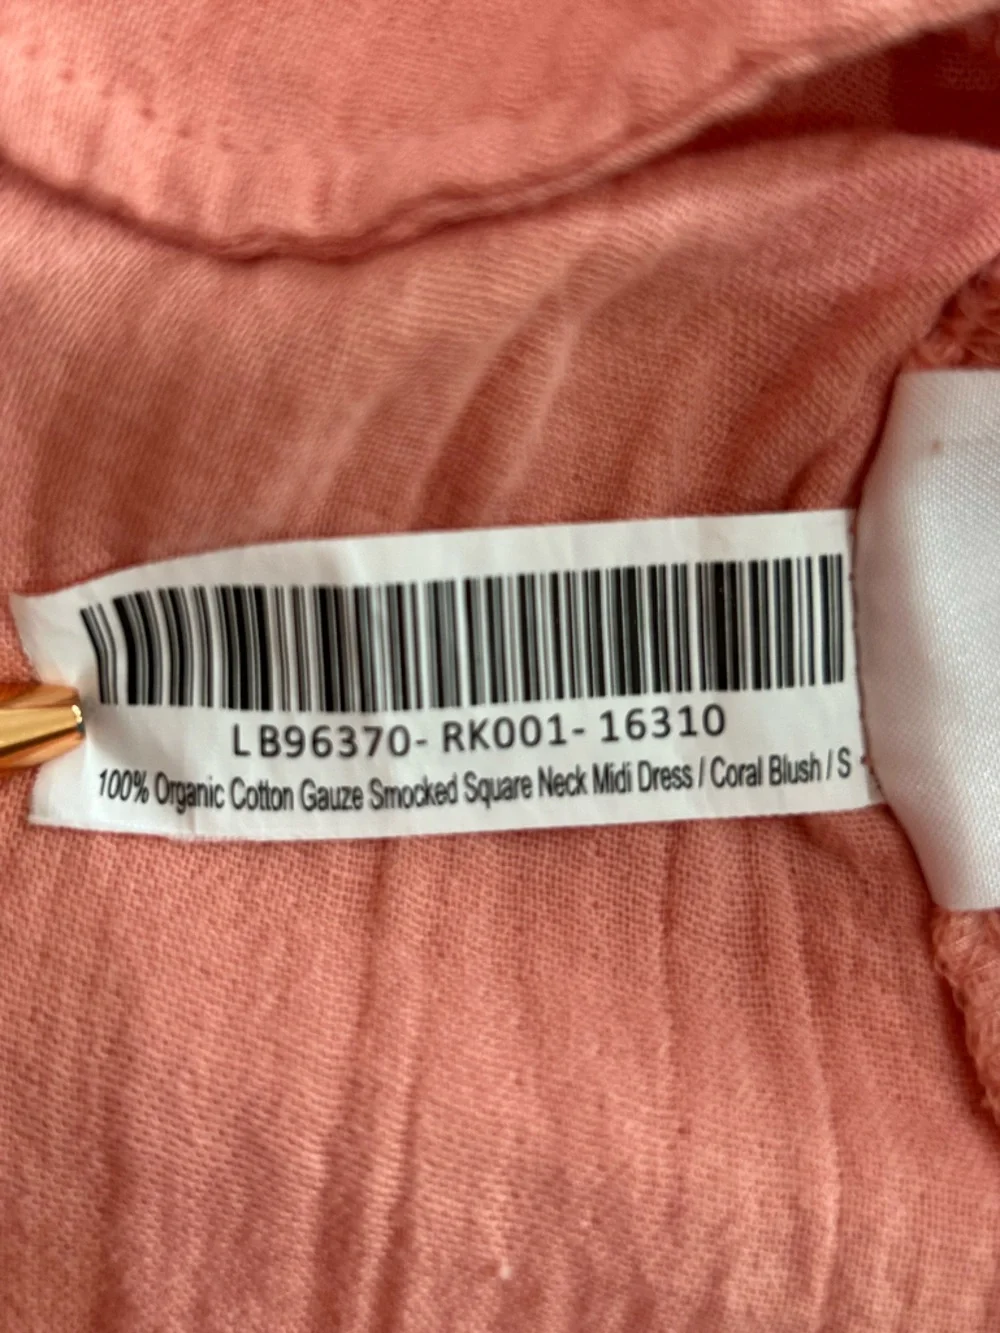 LB96370- RK001- 16310
100% Organic Cotton Gauze Smocked Square Neck Midi Dress / Coral Blush / S